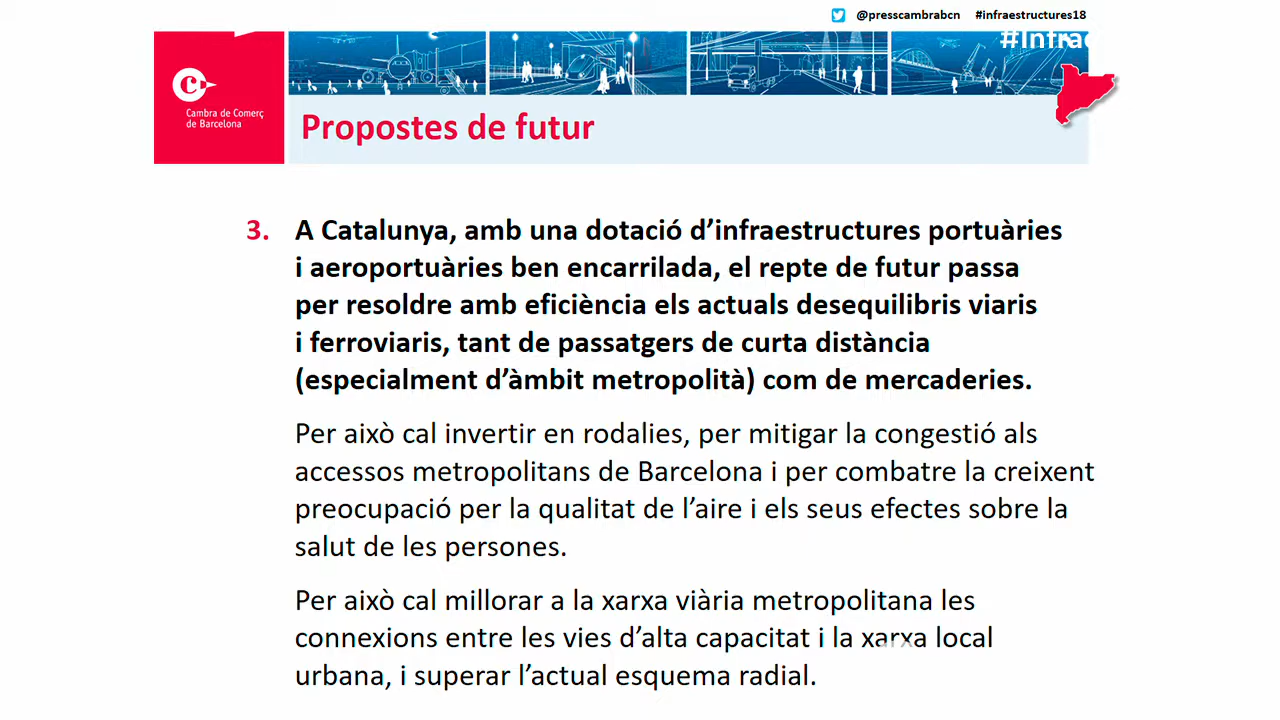 @presscambrabcn #infraestructures18
#Infrae
Cambra de Comerç
de Barcelona
Propostes de futur
3. A Catalunya, amb una dotació d’infraestructures portuàries
i aeroportuàries ben encarrilada, el repte de futur passa
per resoldre amb eficiència els actuals desequilibris viaris
i ferroviaris, tant de passatgers de curta distància
(especialment d’àmbit metropolità) com de mercaderies.
Per això cal invertir en rodalies, per mitigar la congestió als
accessos metropolitans de Barcelona i per combatre la creixent
preocupació per la qualitat de l’aire i els seus efectes sobre la
salut de les persones.
Per això cal millorar a la xarxa viària metropolitana les
connexions entre les vies d’alta capacitat i la xarxa local
urbana, i superar l’actual esquema radial.